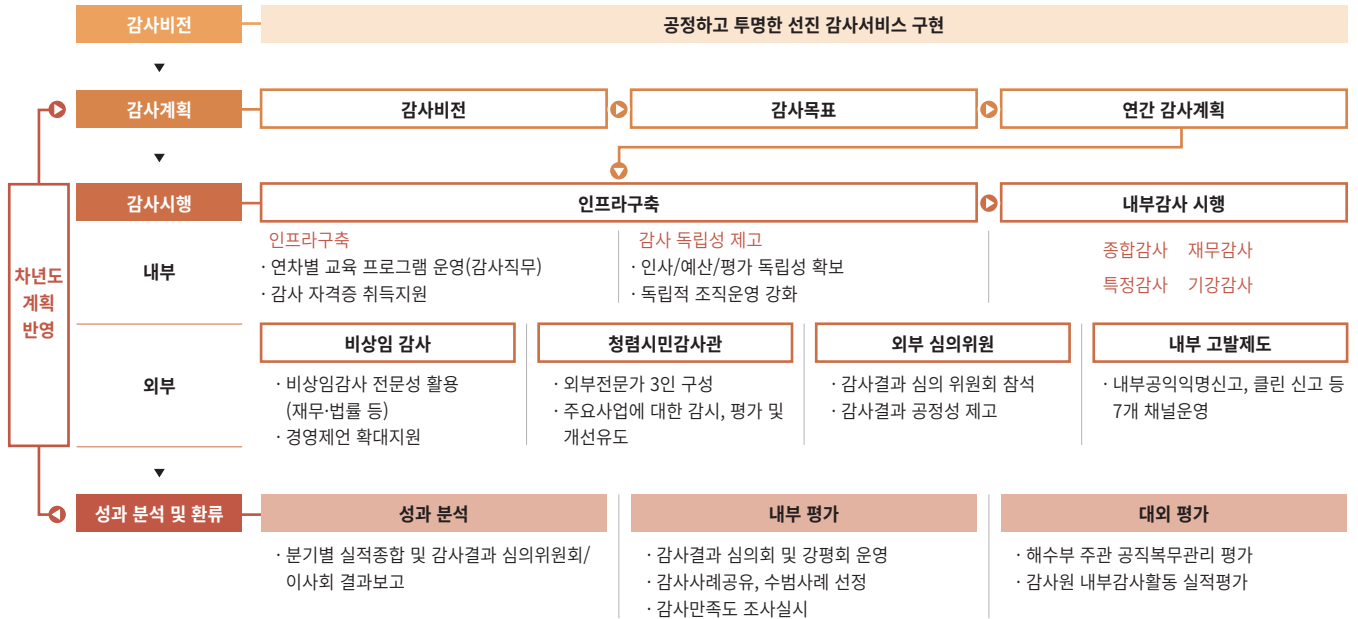 감사비전
공정하고 투명한 선진 감사서비스 구현
감사계획
감사비전
감사목표
연간 감사계획
차년도
계획
반영
감사시행
인프라구축
내부감사 시행
내부
인프라구축
· 연차별 교육 프로그램 운영(감사직무)
· 감사 자격증 취득지원
감사 독립성 제고
· 인사/예산/평가 독립성 확보
· 독립적 조직운영 강화
종합감사 재무감사
특정감사 기강감사
외부
비상임 감사
· 비상임감사 전문성 활용
(재무·법률 등)
· 경영제언 확대지원
청렴시민감사관
· 외부전문가 3인 구성
· 주요사업에 대한 감시, 평가 및
개선유도
외부 심의위원
· 감사결과 심의 위원회 참석
· 감사결과 공정성 제고
내부 고발제도
· 내부공익익명신고, 클린 신고 등
7개 채널운영
성과 분석 및 환류
성과 분석
· 분기별 실적종합 및 감사결과 심의위원회/
이사회 결과보고
내부 평가
· 감사결과 심의회 및 강평회 운영
· 감사사례공유, 수범사례 선정
· 감사만족도 조사실시
대외 평가
· 해수부 주관 공직복무관리 평가
· 감사원 내부감사활동 실적평가